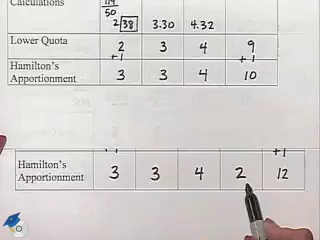 Calculations
114
50
2 38 3.30 4.32
Lower Quota 2 3 4 9
+1 +1
Hamilton's Apportionment 3 3 4 10
+1
Hamilton's Apportionment 3 3 4 2 12